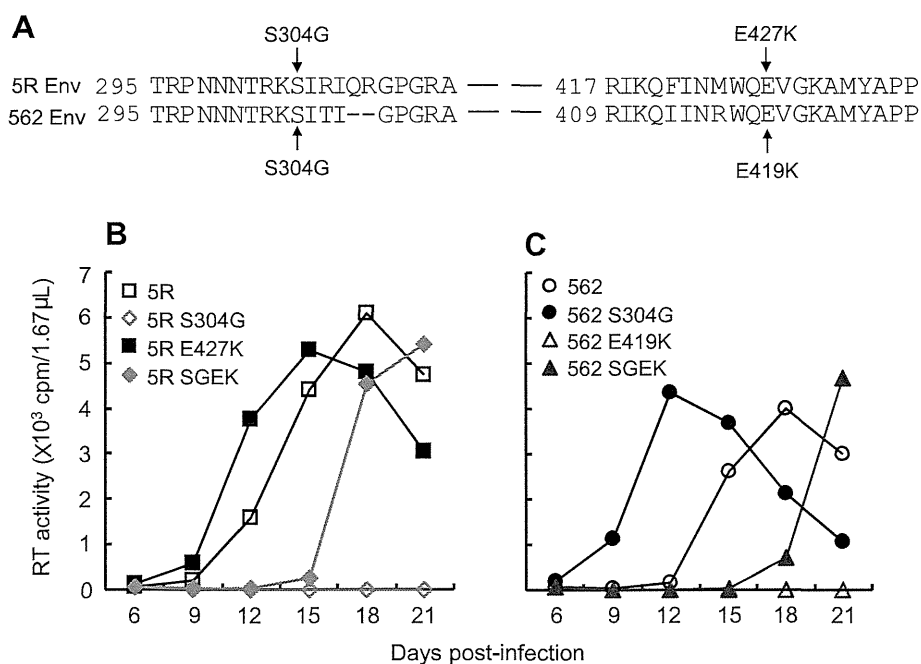 A
S304G E427K
5R Env 295 TRPNNNTRKSIRIQRGPGRA — — — 417 RIKQFINMWQEVGKAMYAPP
562 Env 295 TRPNNNTRKSITI--GPGRA — — — 409 RIKQIINRWQEVGKAMYAPP
S304G E419K
B
C
RT activity (X10³ cpm/1.67µL)
7
6
5
4
3
2
1
0
5R
5R S304G
5R E427K
5R SGEK
562
562 S304G
562 E419K
562 SGEK
6 9 12 15 18 21
6 9 12 15 18 21
Days post-infection